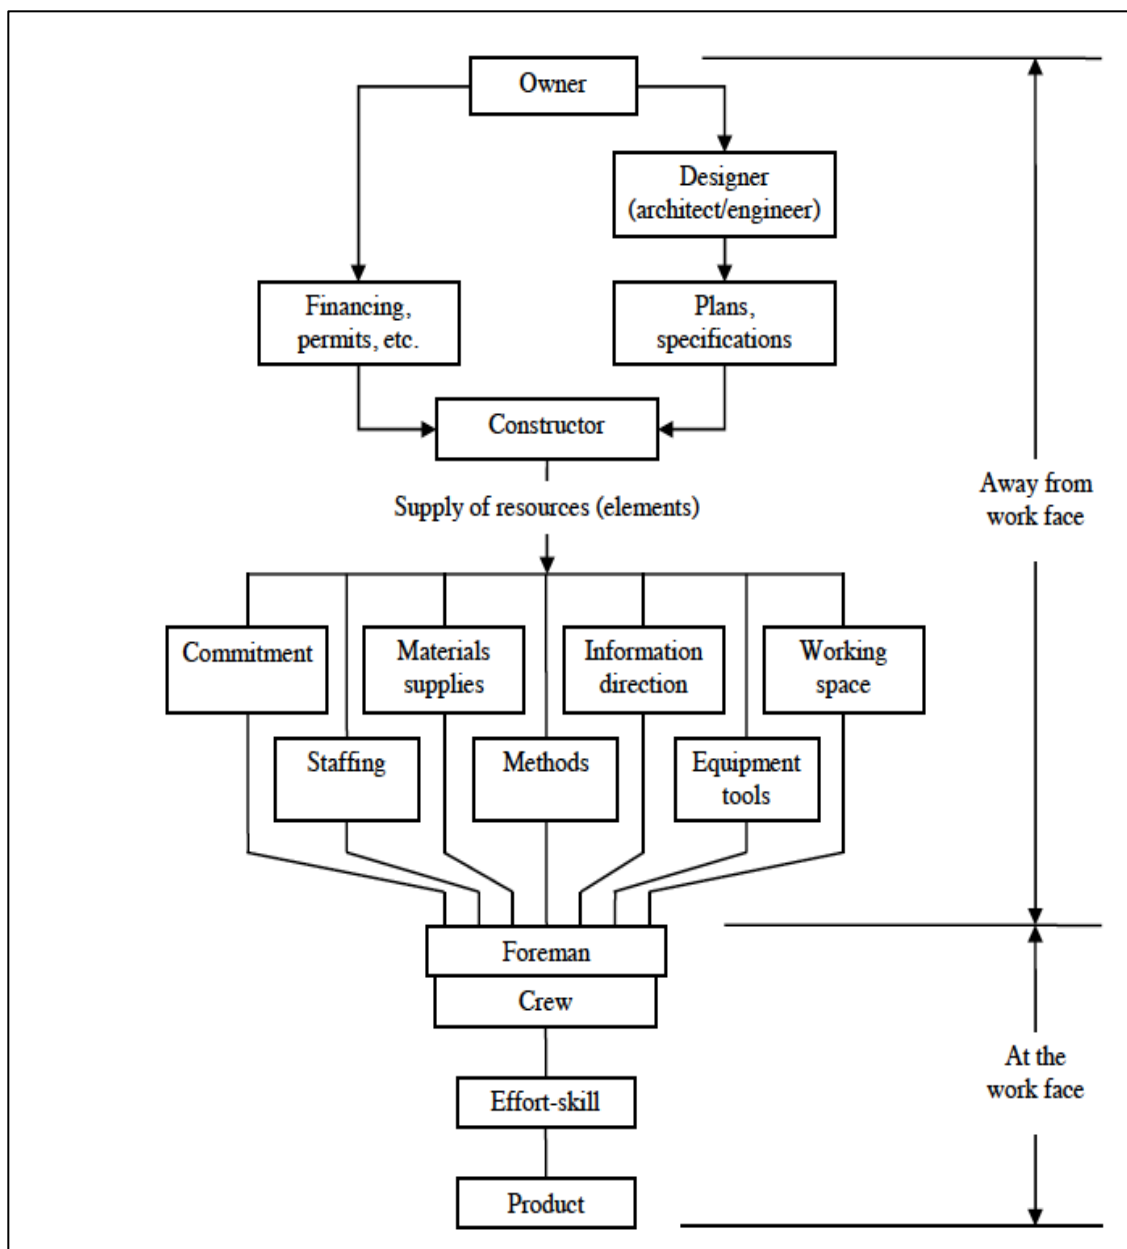 Owner
Designer
(architect/engineer)
Financing,
permits, etc.
Plans,
specifications
Constructor
Supply of resources (elements)
Away from
work face
Commitment
Materials
supplies
Information
direction
Working
space
Staffing
Methods
Equipment
tools
Foreman
Crew
At the
work face
Effort-skill
Product